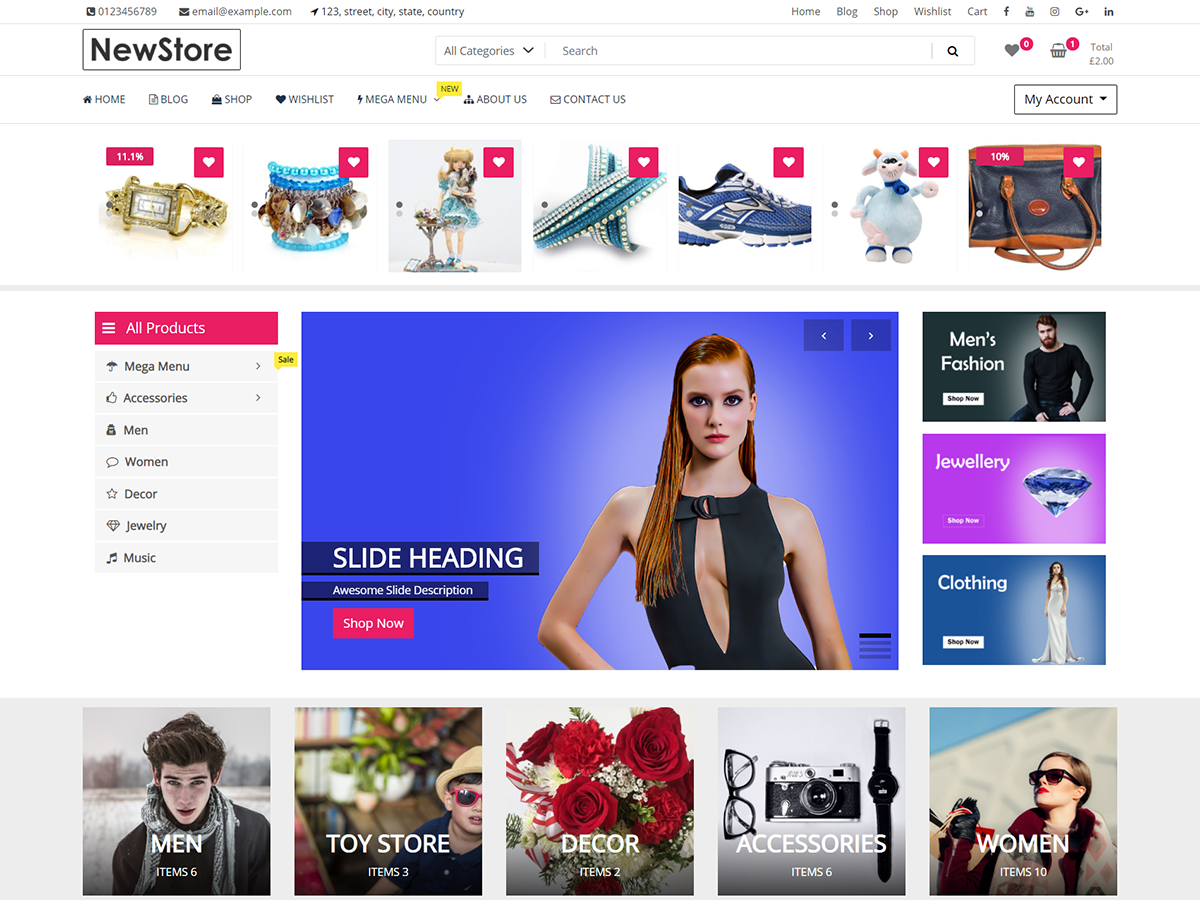 0123456789 email@example.com 123, street, city, state, country Home Blog Shop Wishlist Cart
NewStore All Categories Search 0 1 Total
£2.00
NEW
HOME BLOG SHOP WISHLIST MEGA MENU ABOUT US CONTACT US My Account
11.1% 10%
All Products
Mega Menu
Sale
Accessories
Men
Women
Decor
Jewelry
Music
SLIDE HEADING
Awesome Slide Description
Shop Now
Men's
Fashion
Shop Now
Jewellery
Shop Now
Clothing
Shop Now
MEN TOY STORE DECOR ACCESSORIES WOMEN
ITEMS 6 ITEMS 3 ITEMS 2 ITEMS 6 ITEMS 10